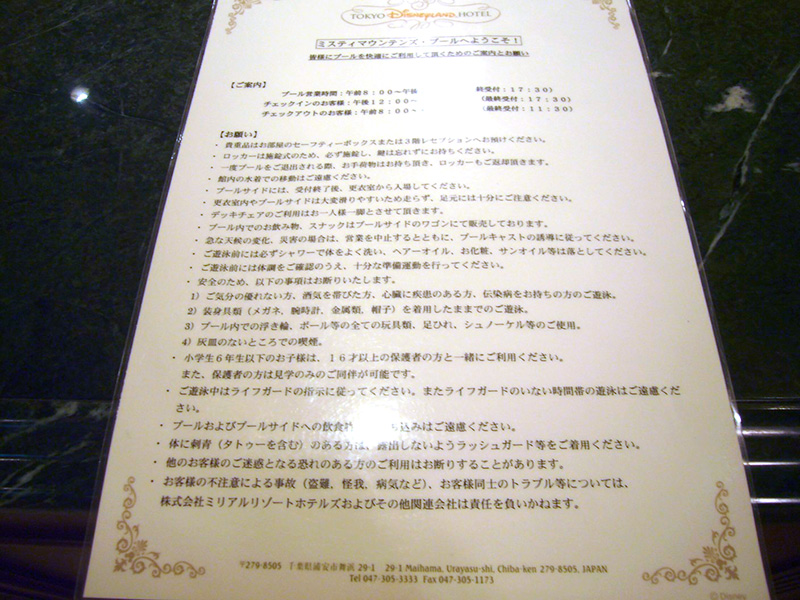 TOKYO DISNEYLAND HOTEL
ミスティマウンテンズ・プールへようこそ！
皆様にプールを快適にご利用して頂くためのご案内とお願い
【ご案内】
プール営業時間：午前８：００〜午後 終受付：１７：３０）
チェックインのお客様：午後１２：００〜 （最終受付：１７：３０）
チェックアウトのお客様：午前８：００〜 （最終受付：１１：３０）
【お願い】
・貴重品はお部屋のセーフティーボックスまたは３階レセプションへお預けください。
・ロッカーは施錠式のため、必ず施錠し、鍵は忘れずにお持ちください。
・一度プールをご退出される際、お手荷物はお持ち頂き、ロッカーもご返却頂きます。
・館内の水着での移動はご遠慮ください。
・プールサイドには、受付終了後、更衣室から入場してください。
・更衣室内やプールサイドは大変滑りやすいため走らず、足元には十分にご注意ください。
・デッキチェアのご利用はお一人様一脚とさせて頂きます。
・プール内でのお飲み物、スナックはプールサイドのワゴンにて販売しております。
・急な天候の変化、災害の場合は、営業を中止するとともに、プールキャストの誘導に従ってください。
・ご遊泳前には必ずシャワーで体をよく洗い、ヘアーオイル、お化粧、サンオイル等は落としてください。
・ご遊泳前には体調をご確認のうえ、十分な準備運動を行ってください。
・安全のため、以下の事項はお断りいたします。
１）ご気分の優れない方、酒気を帯びた方、心臓に疾患のある方、伝染病をお持ちの方のご遊泳。
２）装身具類（メガネ、腕時計、金属類、帽子）を着用したままでのご遊泳。
３）プール内での浮き輪、ボール等の全ての玩具類、足ひれ、シュノーケル等のご使用。
４）灰皿のないところでの喫煙。
・小学生６年生以下のお子様は、１６才以上の保護者の方と一緒にご利用ください。
また、保護者の方は見学のみのご同伴が可能です。
・ご遊泳中はライフガードの指示に従ってください。またライフガードのいない時間帯の遊泳はご遠慮くだ
さい。
・プールおよびプールサイドへの飲食 ち込みはご遠慮ください。
・体に刺青（タトゥーを含む）のある方は、露出しないようラッシュガード等をご着用ください。
・他のお客様のご迷惑となる恐れのある方のご利用はお断りすることがあります。
・お客様の不注意による事故（盗難、怪我、病気など）、お客様同士のトラブル等については、
株式会社ミリアルリゾートホテルズおよびその他関連会社は責任を負いかねます。
〒279-8505 千葉県浦安市舞浜 29-1 29-1 Maihama, Urayasu-shi, Chiba-ken 279-8505, JAPAN
Tel 047-305-3333 Fax 047-305-1173
© Disney